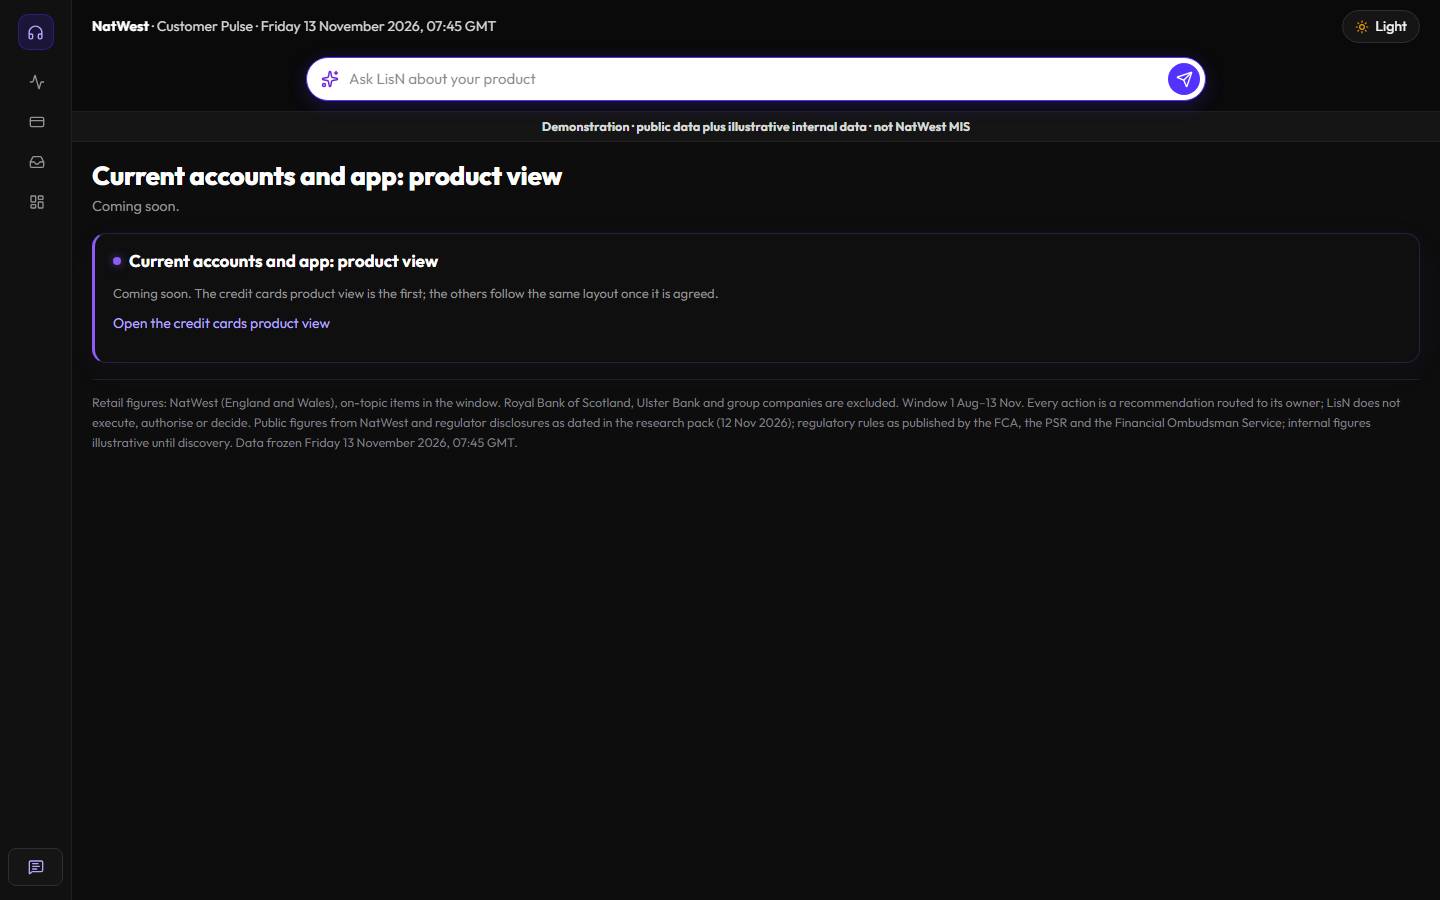 NatWest · Customer Pulse · Friday 13 November 2026, 07:45 GMT
Light
Ask LisN about your product
Demonstration · public data plus illustrative internal data · not NatWest MIS
Current accounts and app: product view
Coming soon.
Current accounts and app: product view
Coming soon. The credit cards product view is the first; the others follow the same layout once it is agreed.
Open the credit cards product view
Retail figures: NatWest (England and Wales), on-topic items in the window. Royal Bank of Scotland, Ulster Bank and group companies are excluded. Window 1 Aug–13 Nov. Every action is a recommendation routed to its owner; LisN does not
execute, authorise or decide. Public figures from NatWest and regulator disclosures as dated in the research pack (12 Nov 2026); regulatory rules as published by the FCA, the PSR and the Financial Ombudsman Service; internal figures
illustrative until discovery. Data frozen Friday 13 November 2026, 07:45 GMT.